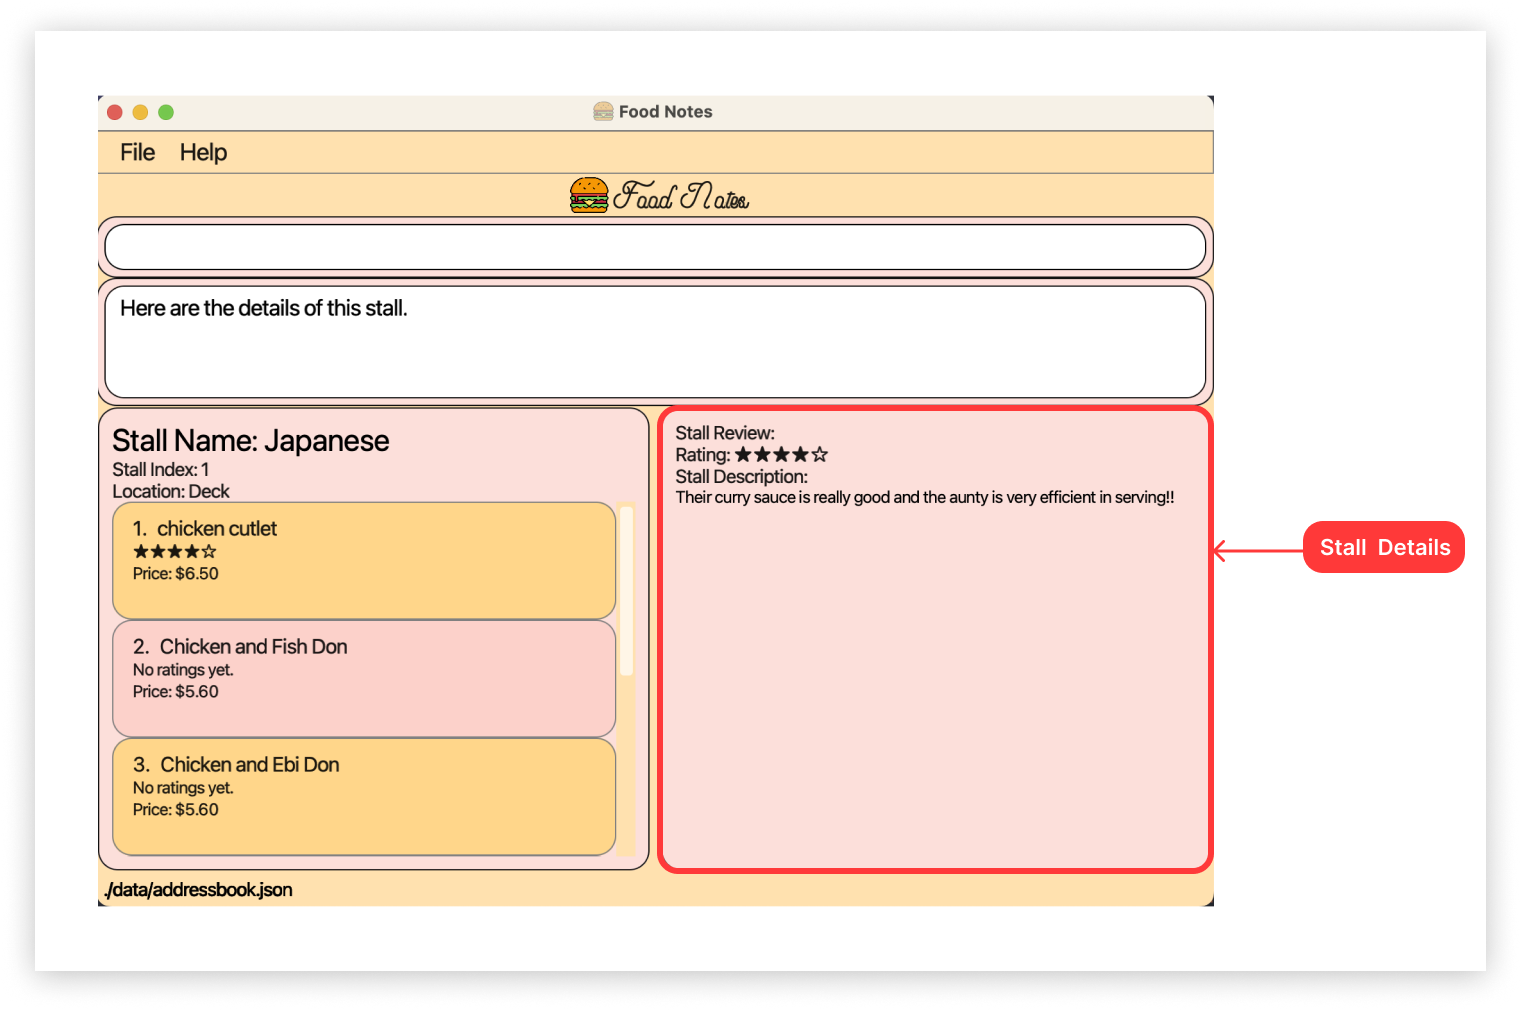 Food Notes
File Help
Food Notes
Here are the details of this stall.
Stall Name: Japanese
Stall Index: 1
Location: Deck
1. chicken cutlet
★★★★☆
Price: $6.50
2. Chicken and Fish Don
No ratings yet.
Price: $5.60
3. Chicken and Ebi Don
No ratings yet.
Price: $5.60
Stall Review:
Rating: ★★★★☆
Stall Description:
Their curry sauce is really good and the aunty is very efficient in serving!!
Stall Details
./data/addressbook.json